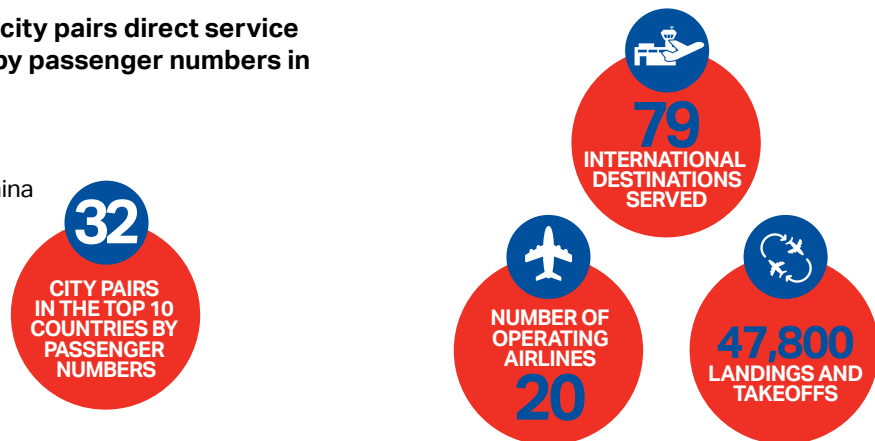 city pairs direct service
by passenger numbers in
32
CITY PAIRS
IN THE TOP 10
COUNTRIES BY
PASSENGER
NUMBERS
79
INTERNATIONAL
DESTINATIONS
SERVED
NUMBER OF
OPERATING
AIRLINES
20
47,800
LANDINGS AND
TAKEOFFS